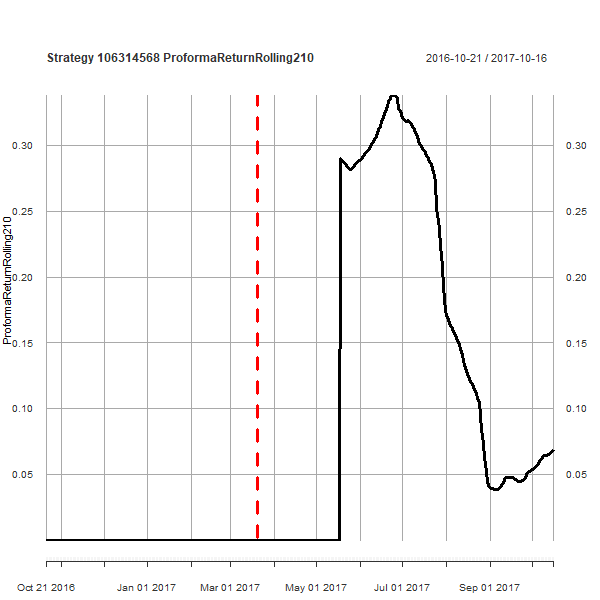 Strategy 106314568 ProformaReturnRolling210
2016-10-21 / 2017-10-16
ProformaReturnRolling210
0.30 0.30
0.25 0.25
0.20 0.20
0.15 0.15
0.10 0.10
0.05 0.05
Oct 21 2016 Jan 01 2017 Mar 01 2017 May 01 2017 Jul 01 2017 Sep 01 2017